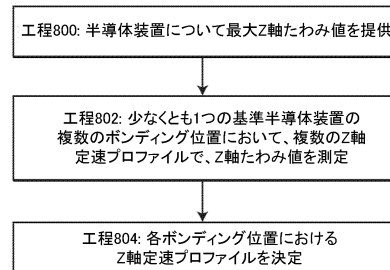 工程800: 半導体装置について最大Z軸たわみ値を提供
工程802: 少なくとも1つの基準半導体装置の
複数のボンディング位置において、複数のZ軸
定速プロファイルで、Z軸たわみ値を測定
工程804: 各ボンディング位置における
Z軸定速プロファイルを決定